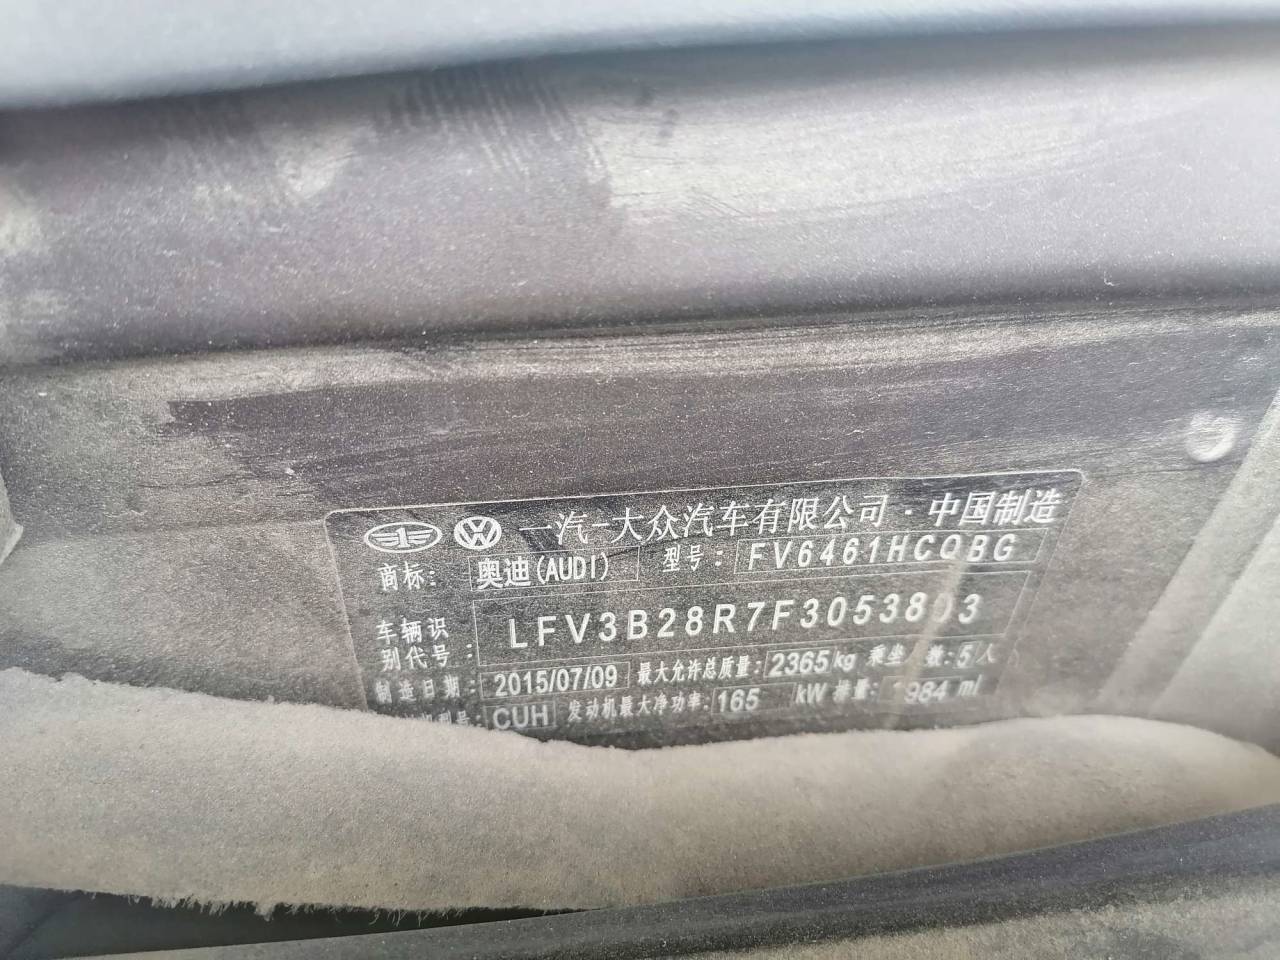 一汽-大众汽车有限公司·中国制造
商标: 奥迪(AUDI) 型号: FV6461HCQBG
车辆识别代号: LFV3B28R7F3053803
制造日期: 2015/07/09 最大允许总质量: 2365kg 乘坐人数: 5人
型号: CUH 发动机最大净功率: 165 kW 排量: 1984 ml